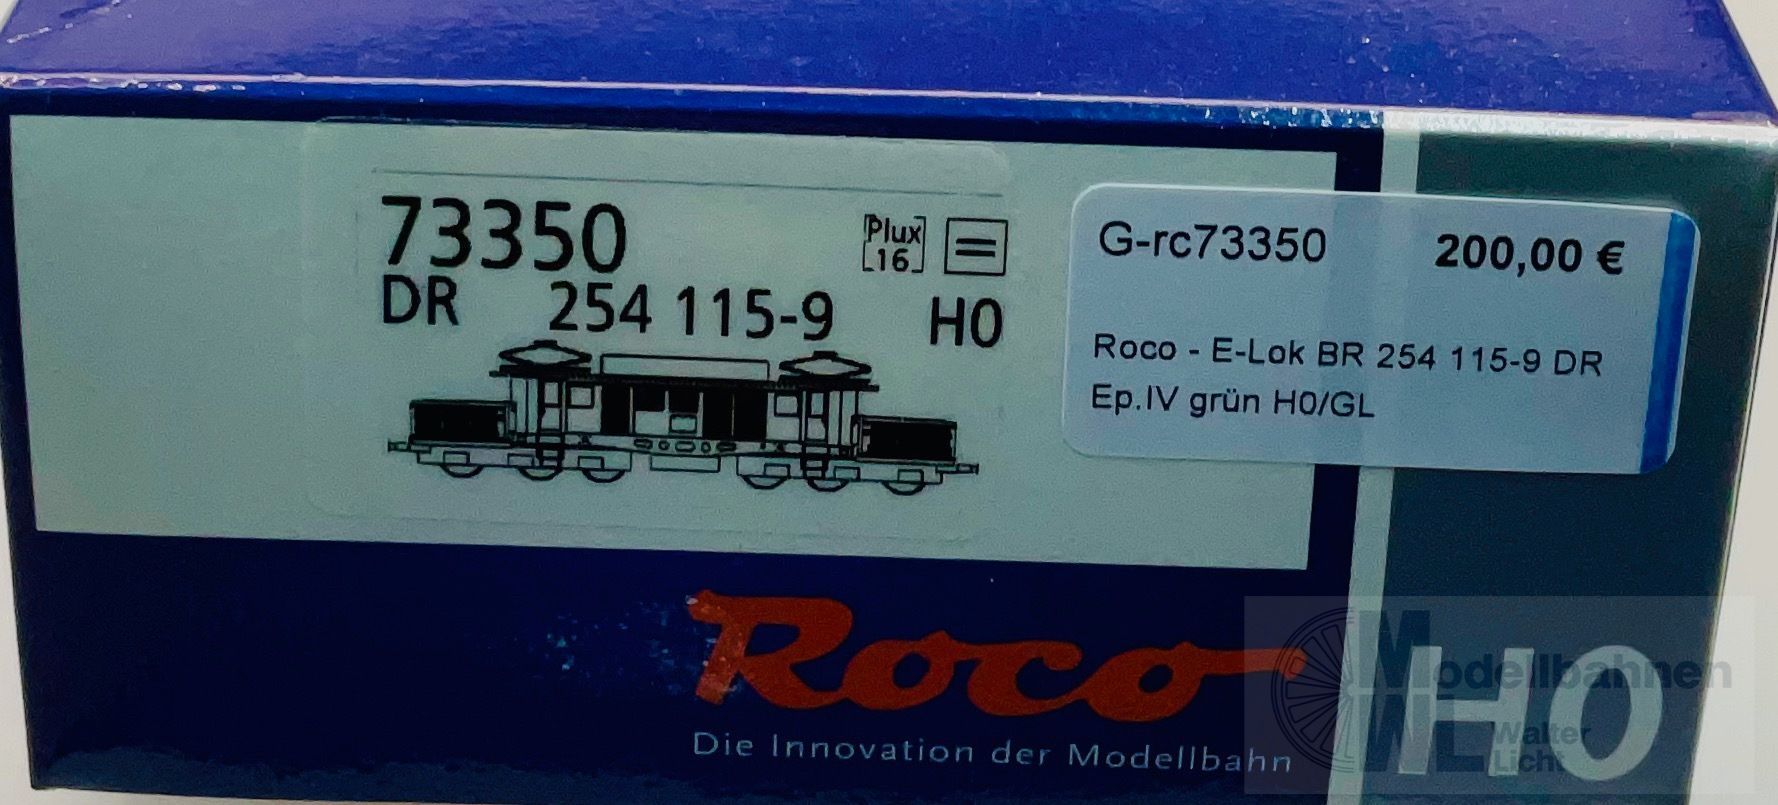 73350
Plux
16
DR 254 115-9 H0
G-rc73350 200,00 €
Roco - E-Lok BR 254 115-9 DR
Ep.IV grün H0/GL
Roco
Die Innovation der Modellbahn
H0
Modellbahnen
Walter
Licht